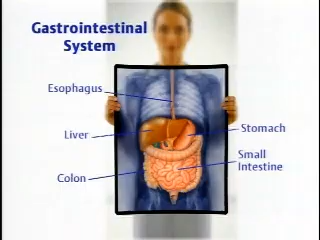 Gastrointestinal
System
Esophagus
Liver
Stomach
Small
Intestine
Colon